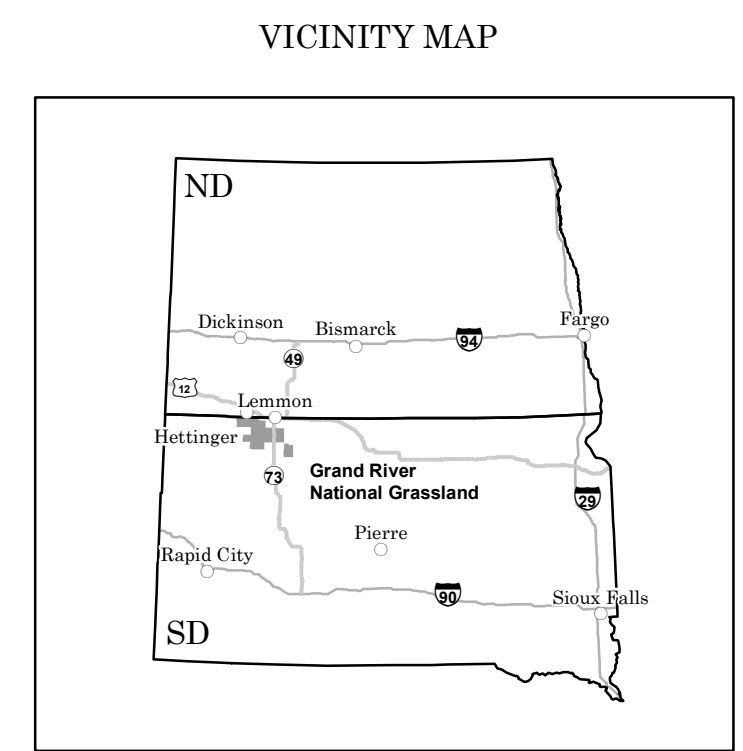 VICINITY MAP
ND
Dickinson
Bismarck
Fargo
94
49
12
Lemmon
Hettinger
73
Grand River
National Grassland
29
Pierre
Rapid City
90
Sioux Falls
SD